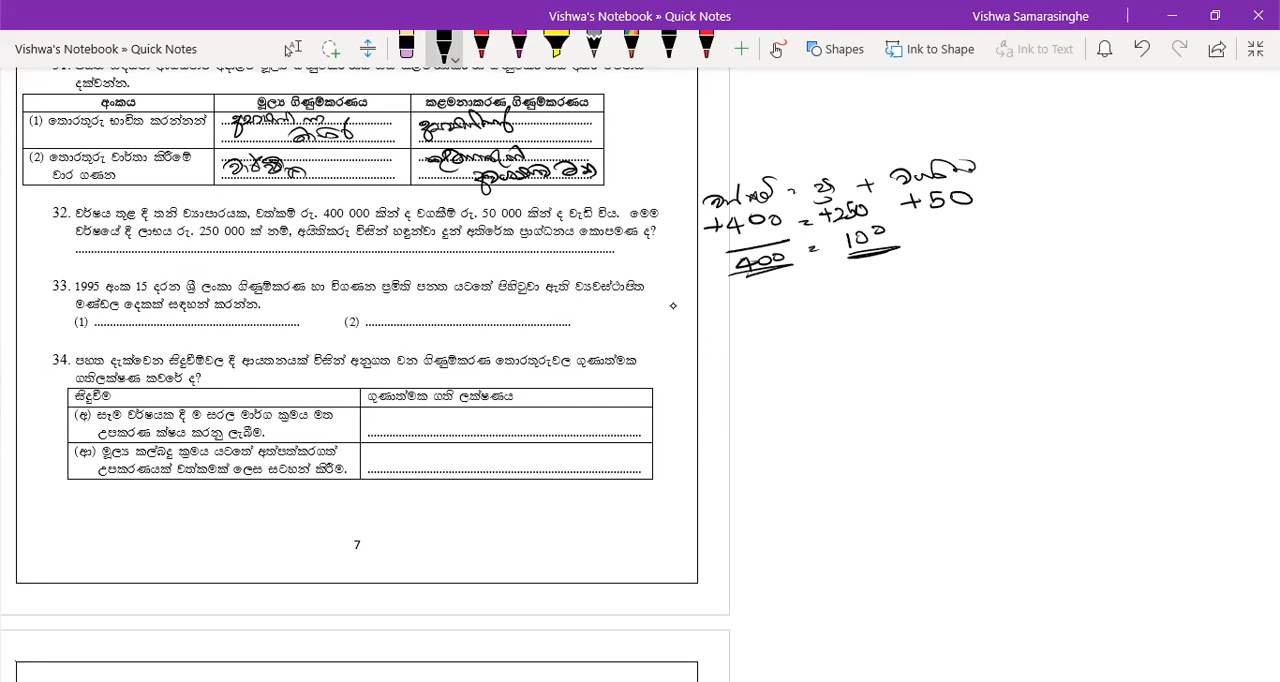 Vishwa's Notebook » Quick Notes
Vishwa Samarasinghe
Vishwa's Notebook » Quick Notes
Shapes
Ink to Shape
Ink to Text
දක්වන්න.
අංකය මූල්‍ය ගිණුම්කරණය කළමනාකරණ ගිණුම්කරණය
(1) තොරතුරු භාවිත කරන්නන්
(2) තොරතුරු වාර්තා කිරීමේ
වාර ගණන
32. වර්ෂය තුළ දී තනි ව්‍යාපාරයක, වත්කම් රු. 400 000 කින් ද වගකීම් රු. 50 000 කින් ද වැඩි විය. මෙම
වර්ෂයේ දී ලාභය රු. 250 000 ක් නම්, අයිතිකරු විසින් හඳුන්වා දුන් අතිරේක ප්‍රාග්ධනය කොපමණ ද?
වත්කම් = ප්‍රා +
+400 = +250 +50
400 = 100
33. 1995 අංක 15 දරන ශ්‍රී ලංකා ගිණුම්කරණ හා විගණන ප්‍රමිති පනත යටතේ පිහිටුවා ඇති ව්‍යවස්ථාපිත
මණ්ඩල දෙකක් සඳහන් කරන්න.
(1) ............................................................ (2) ............................................................
34. පහත දැක්වෙන සිදුවීම්වල දී ආයතනයක් විසින් අනුගත වන ගිණුම්කරණ තොරතුරුවල ගුණාත්මක
ගතිලක්ෂණ කවරේ ද?
සිදුවීම ගුණාත්මක ගති ලක්ෂණය
(අ) සෑම වර්ෂයක දී ම සරල මාර්ග ක්‍රමය මත
උපකරණ ක්ෂය කරනු ලැබීම.
(ආ) මූල්‍ය කල්බදු ක්‍රමය යටතේ අත්පත්කරගත්
උපකරණයක් වත්කමක් ලෙස සටහන් කිරීම.
7